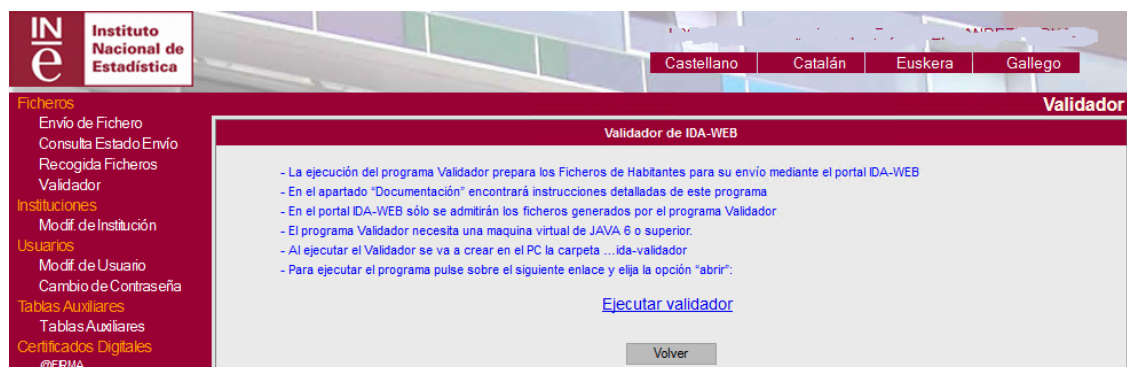 INe
Instituto
Nacional de
Estadística
Castellano Catalán Euskera Gallego
Validador
Ficheros
Envío de Fichero
Consulta Estado Envío
Recogida Ficheros
Validador
Instituciones
Modif. de Institución
Usuarios
Modif. de Usuario
Cambio de Contraseña
Tablas Auxiliares
Tablas Auxiliares
Certificados Digitales
@FIRMA
Validador de IDA-WEB
- La ejecución del programa Validador prepara los Ficheros de Habitantes para su envío mediante el portal IDA-WEB
- En el apartado “Documentación” encontrará instrucciones detalladas de este programa
- En el portal IDA-WEB sólo se admitirán los ficheros generados por el programa Validador
- El programa Validador necesita una maquina virtual de JAVA 6 o superior.
- Al ejecutar el Validador se va a crear en el PC la carpeta ...ida-validador
- Para ejecutar el programa pulse sobre el siguiente enlace y elija la opción “abrir”:
Ejecutar validador
Volver